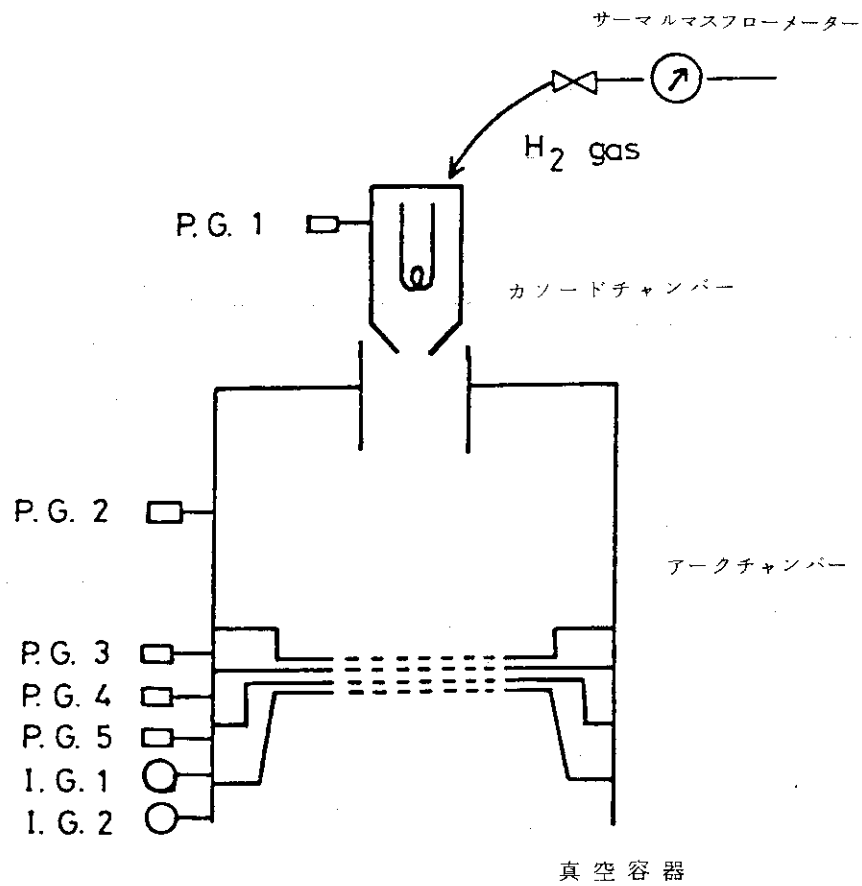 サーマルマスフローメーター
H2 gas
P. G. 1
カソードチャンバー
P. G. 2
アークチャンバー
P. G. 3
P. G. 4
P. G. 5
I. G. 1
I. G. 2
真空容器